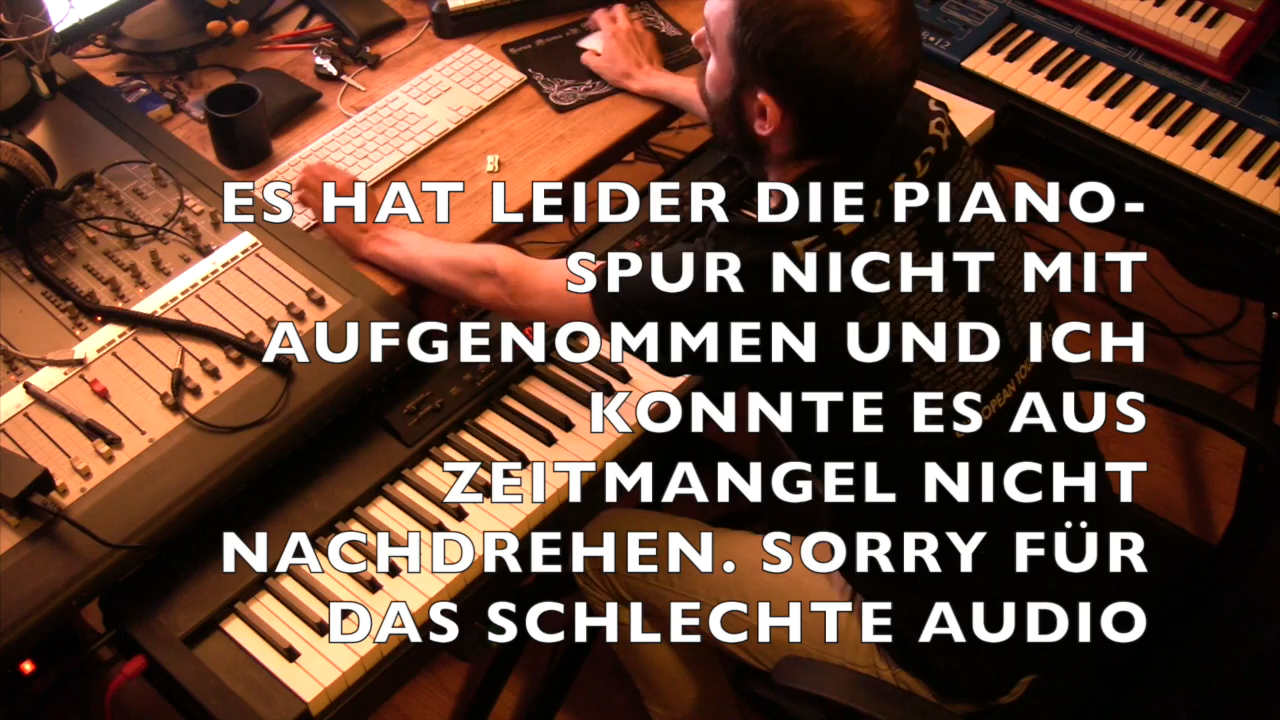 ES HAT LEIDER DIE PIANO-
SPUR NICHT MIT
AUFGENOMMEN UND ICH
KONNTE ES AUS
ZEITMANGEL NICHT
NACHDREHEN. SORRY FÜR
DAS SCHLECHTE AUDIO